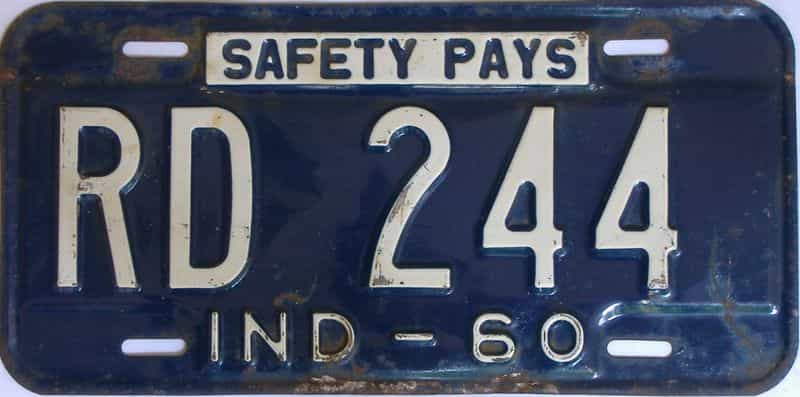 SAFETY PAYS
RD 244
IND - 60